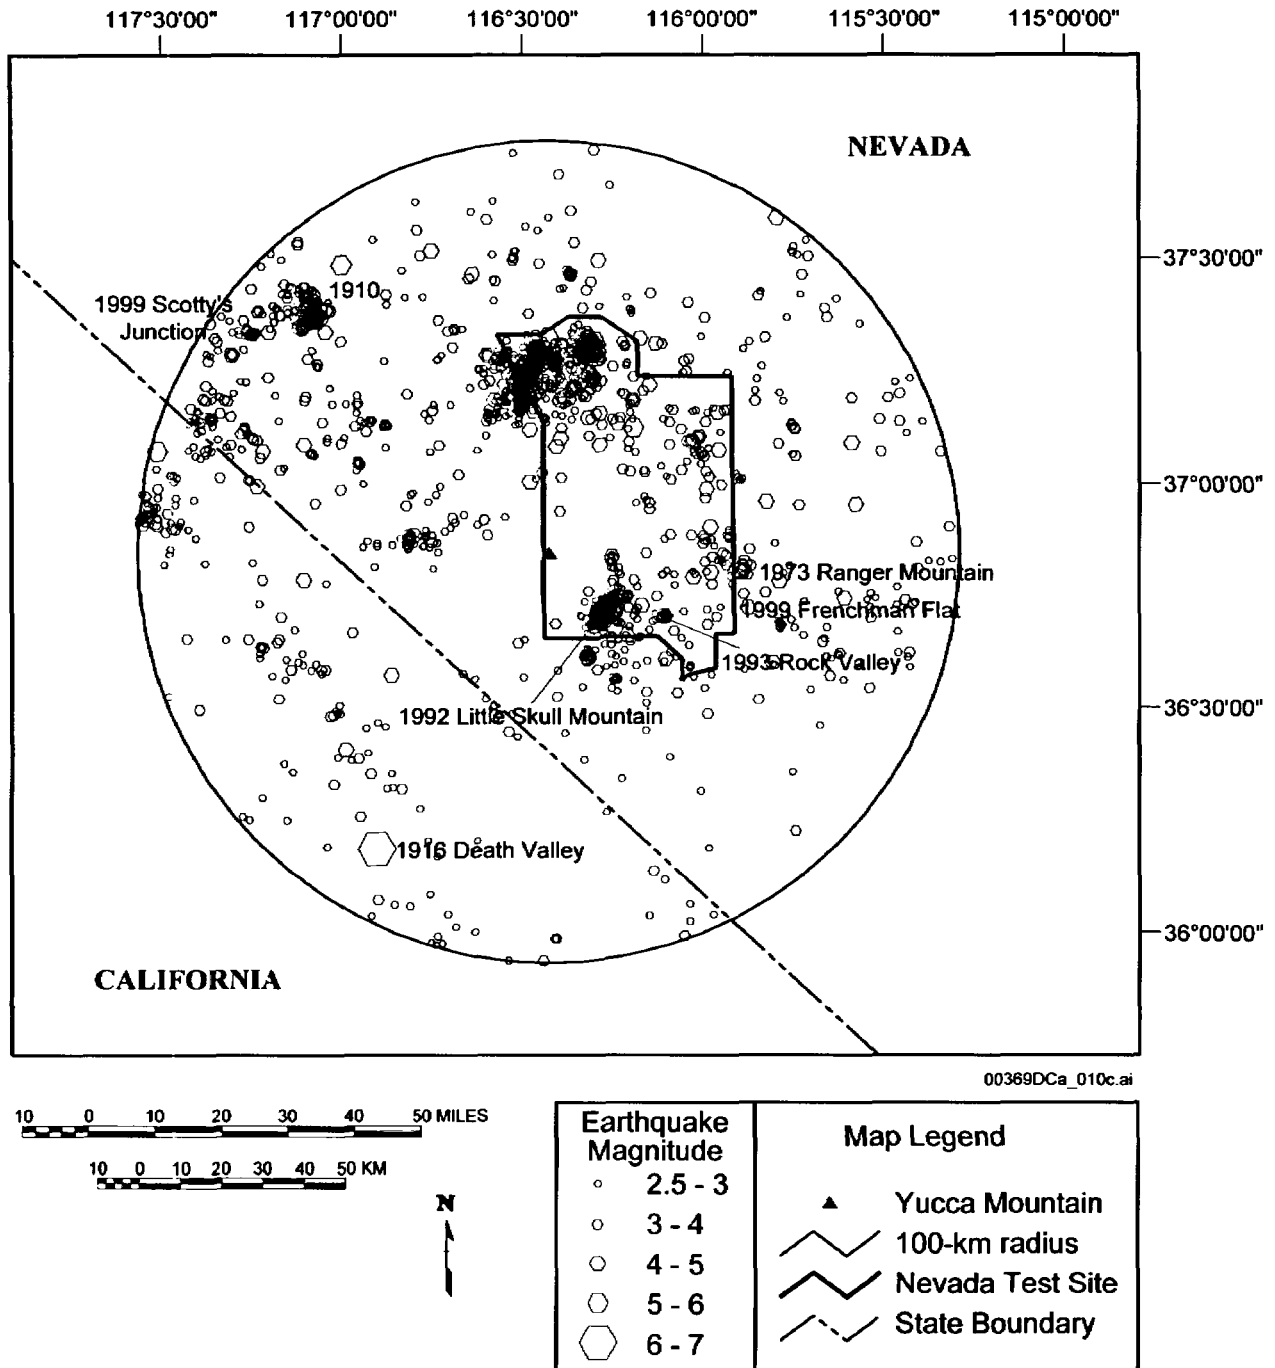 117°30'00" 117°00'00" 116°30'00" 116°00'00" 115°30'00" 115°00'00"
NEVADA
37°30'00"
1910
1999 Scotty's
Junction
37°00'00"
1973 Ranger Mountain
1999 Frenchman Flat
1993 Rock Valley
36°30'00"
1992 Little Skull Mountain
1916 Death Valley
36°00'00"
CALIFORNIA
00369DCa_010c.ai
10 0 10 20 30 40 50 MILES
10 0 10 20 30 40 50 KM
N
Earthquake
Magnitude
2.5 - 3
3 - 4
4 - 5
5 - 6
6 - 7
Map Legend
Yucca Mountain
100-km radius
Nevada Test Site
State Boundary